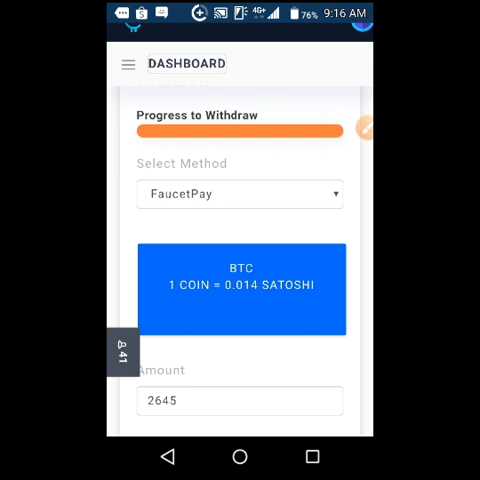 4G+
76% 9:16 AM
DASHBOARD
Progress to Withdraw
Select Method
FaucetPay
BTC
1 COIN = 0.014 SATOSHI
41
Amount
2645